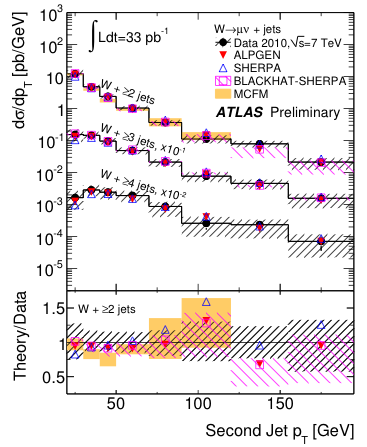 W→μν + jets
∫ Ldt=33 pb⁻¹
Data 2010,√s=7 TeV
ALPGEN
SHERPA
BLACKHAT-SHERPA
MCFM
ATLAS Preliminary
dσ/dp_T [pb/GeV]
10³
10²
10
1
10⁻¹
10⁻²
10⁻³
10⁻⁴
10⁻⁵
W + ≥2 jets
W + ≥3 jets, x10⁻¹
W + ≥4 jets, x10⁻²
Theory/Data
W + ≥2 jets
1.5
1
0.5
50 100 150
Second Jet p_T [GeV]